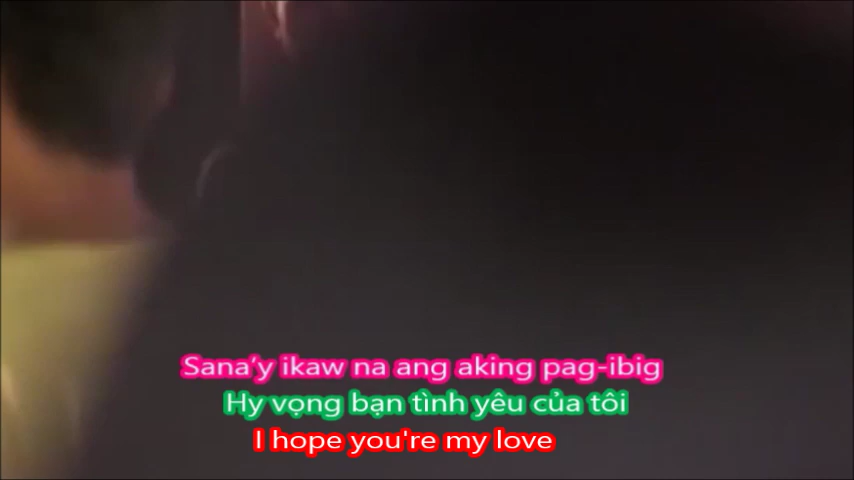 Sana’y ikaw na ang aking pag-ibig
Hy vọng bạn tình yêu của tôi
I hope you're my love